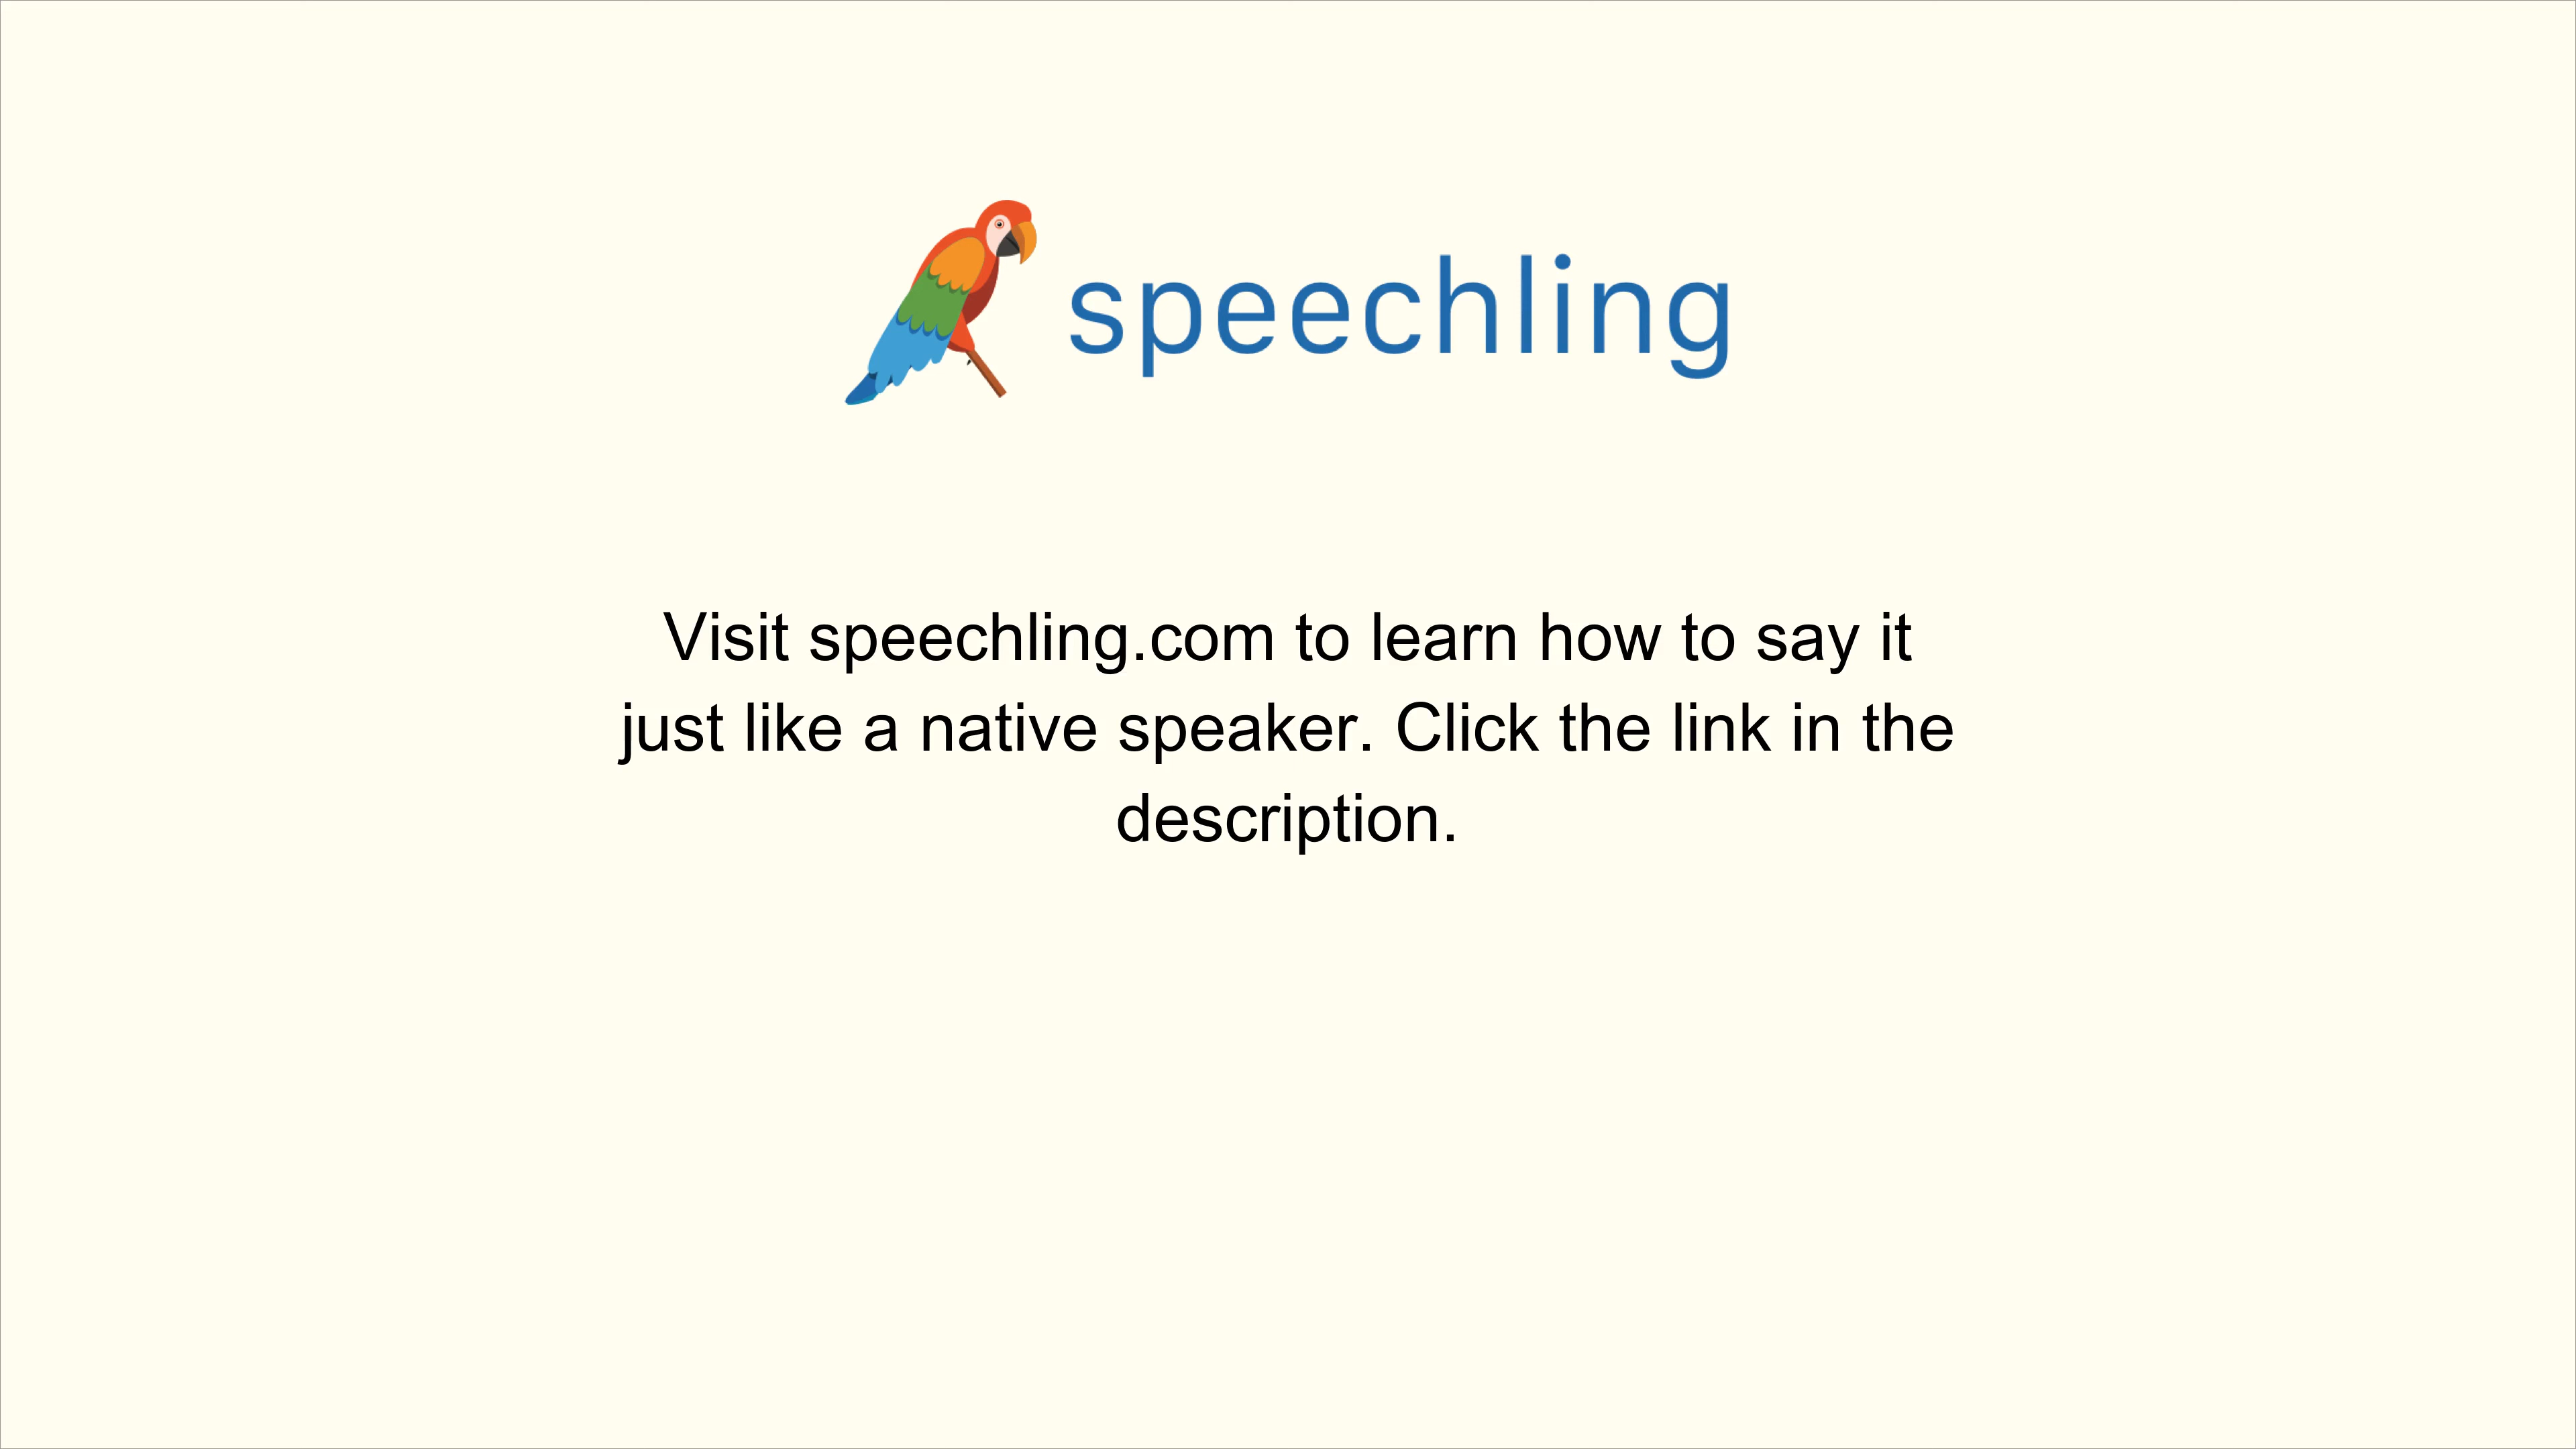 speechling
Visit speechling.com to learn how to say it
just like a native speaker. Click the link in the
description.